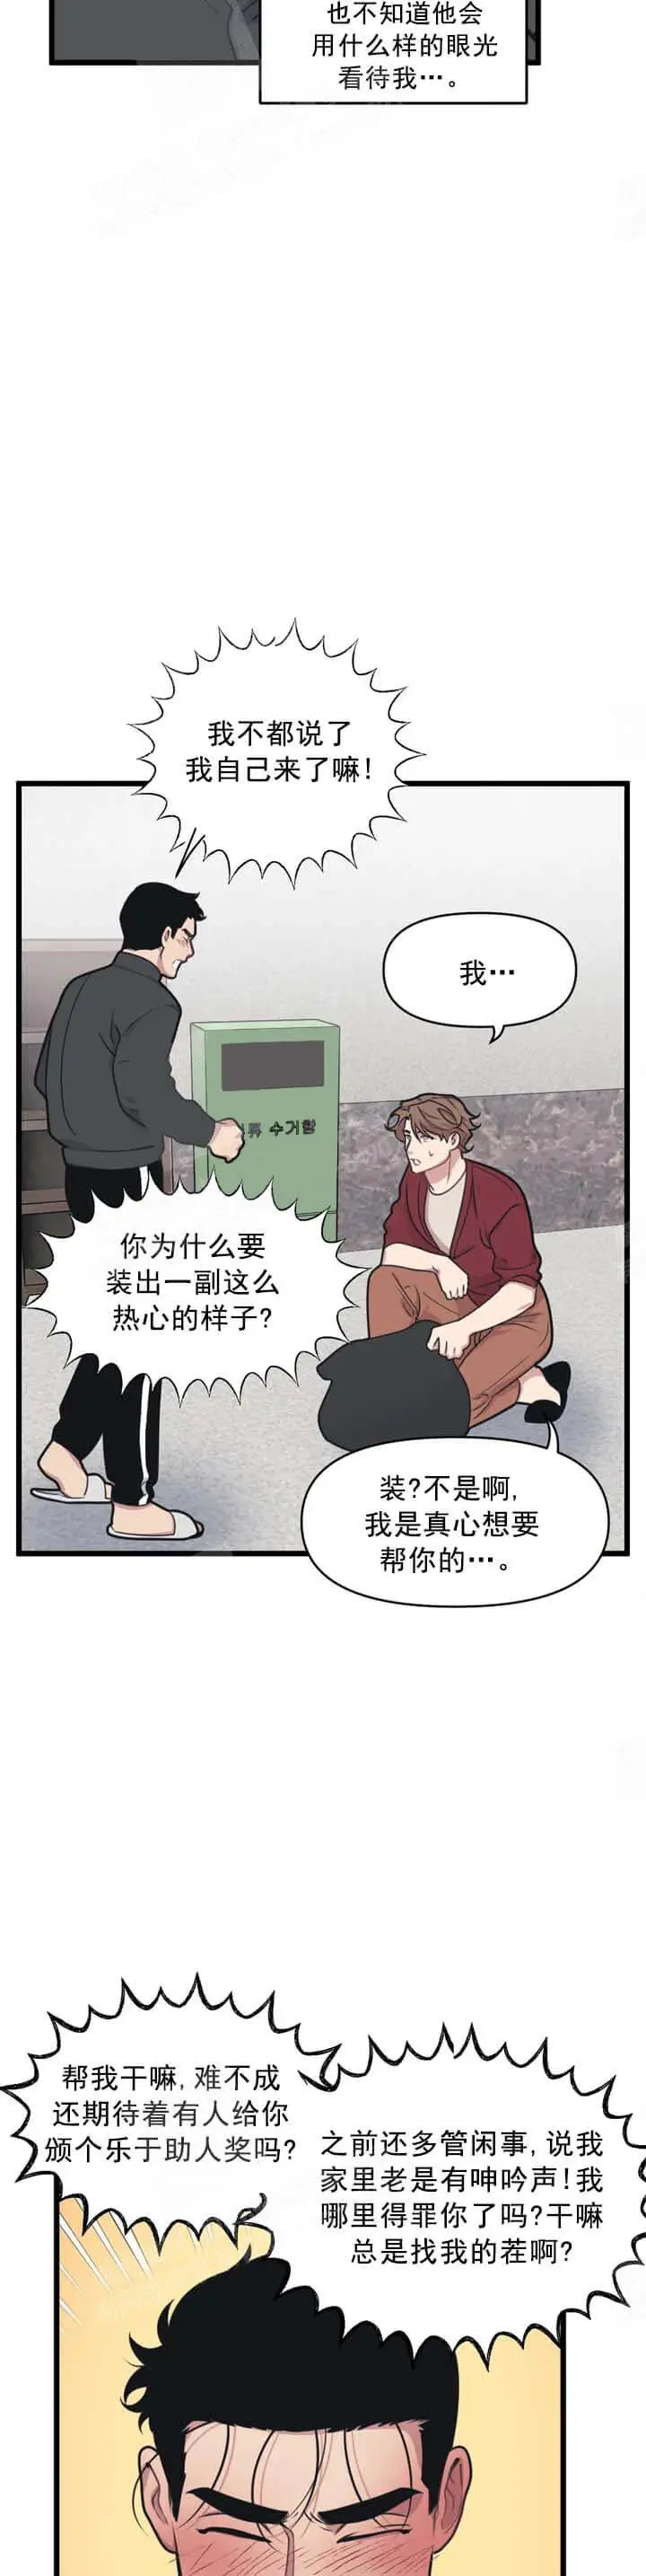 也不知道他会
用什么样的眼光
看待我…。
我不都说了
我自己来了嘛!
我…
류 수거함
你为什么要
装出一副这么
热心的样子?
装?不是啊,
我是真心想要
帮你的…。
帮我干嘛,难不成
还期待着有人给你
颁个乐于助人奖吗?
之前还多管闲事,说我
家里老是有呻吟声!我
哪里得罪你了吗?干嘛
总是找我的茬啊?